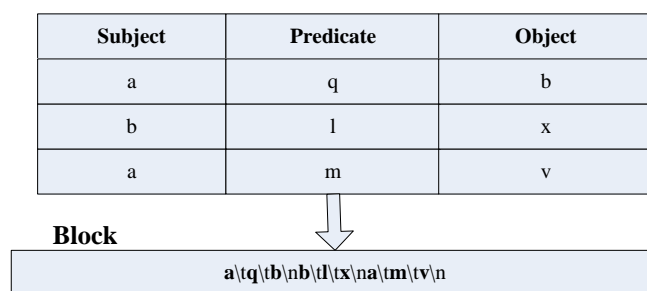 Subject Predicate Object
a q b
b l x
a m v
Block
a\tq\tb\nb\tl\tx\na\tm\tv\n